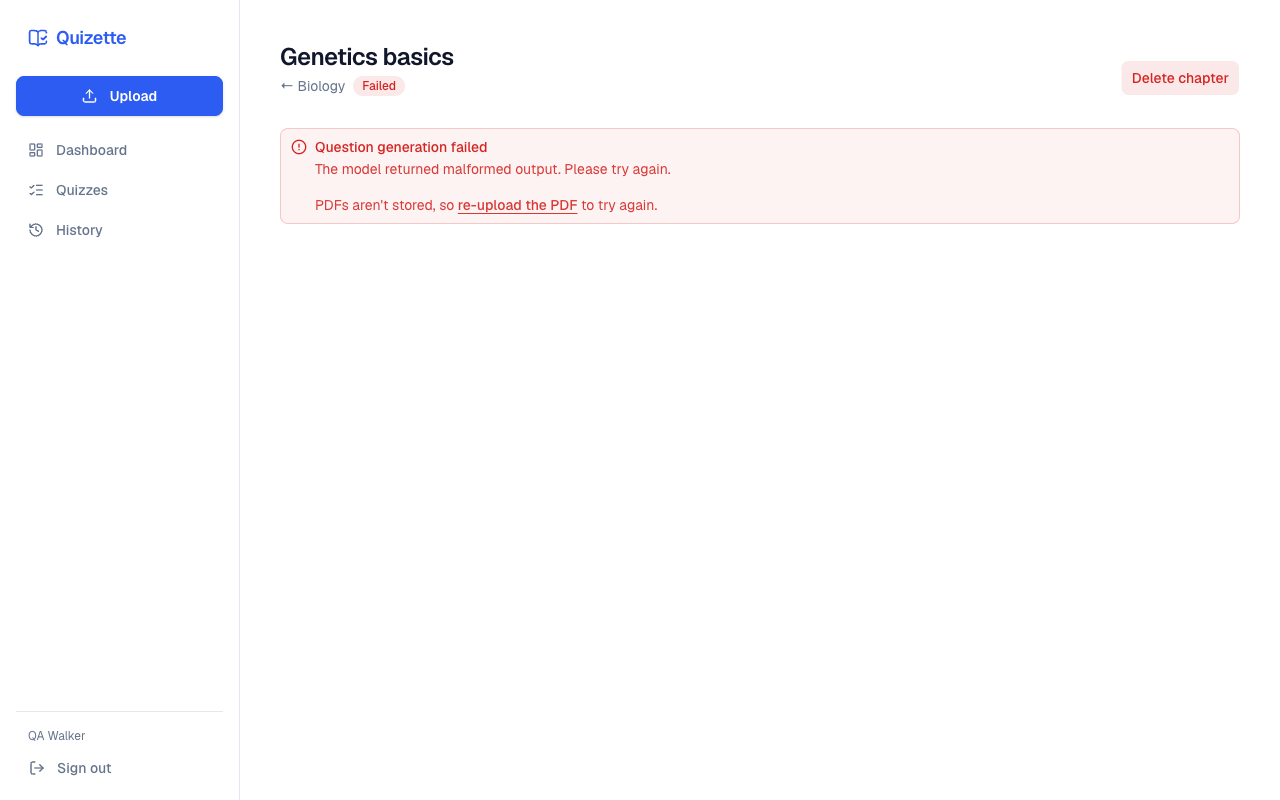 Quizette
Upload
Dashboard
Quizzes
History
QA Walker
Sign out
Genetics basics
← Biology Failed
Delete chapter
Question generation failed
The model returned malformed output. Please try again.
PDFs aren't stored, so re-upload the PDF to try again.